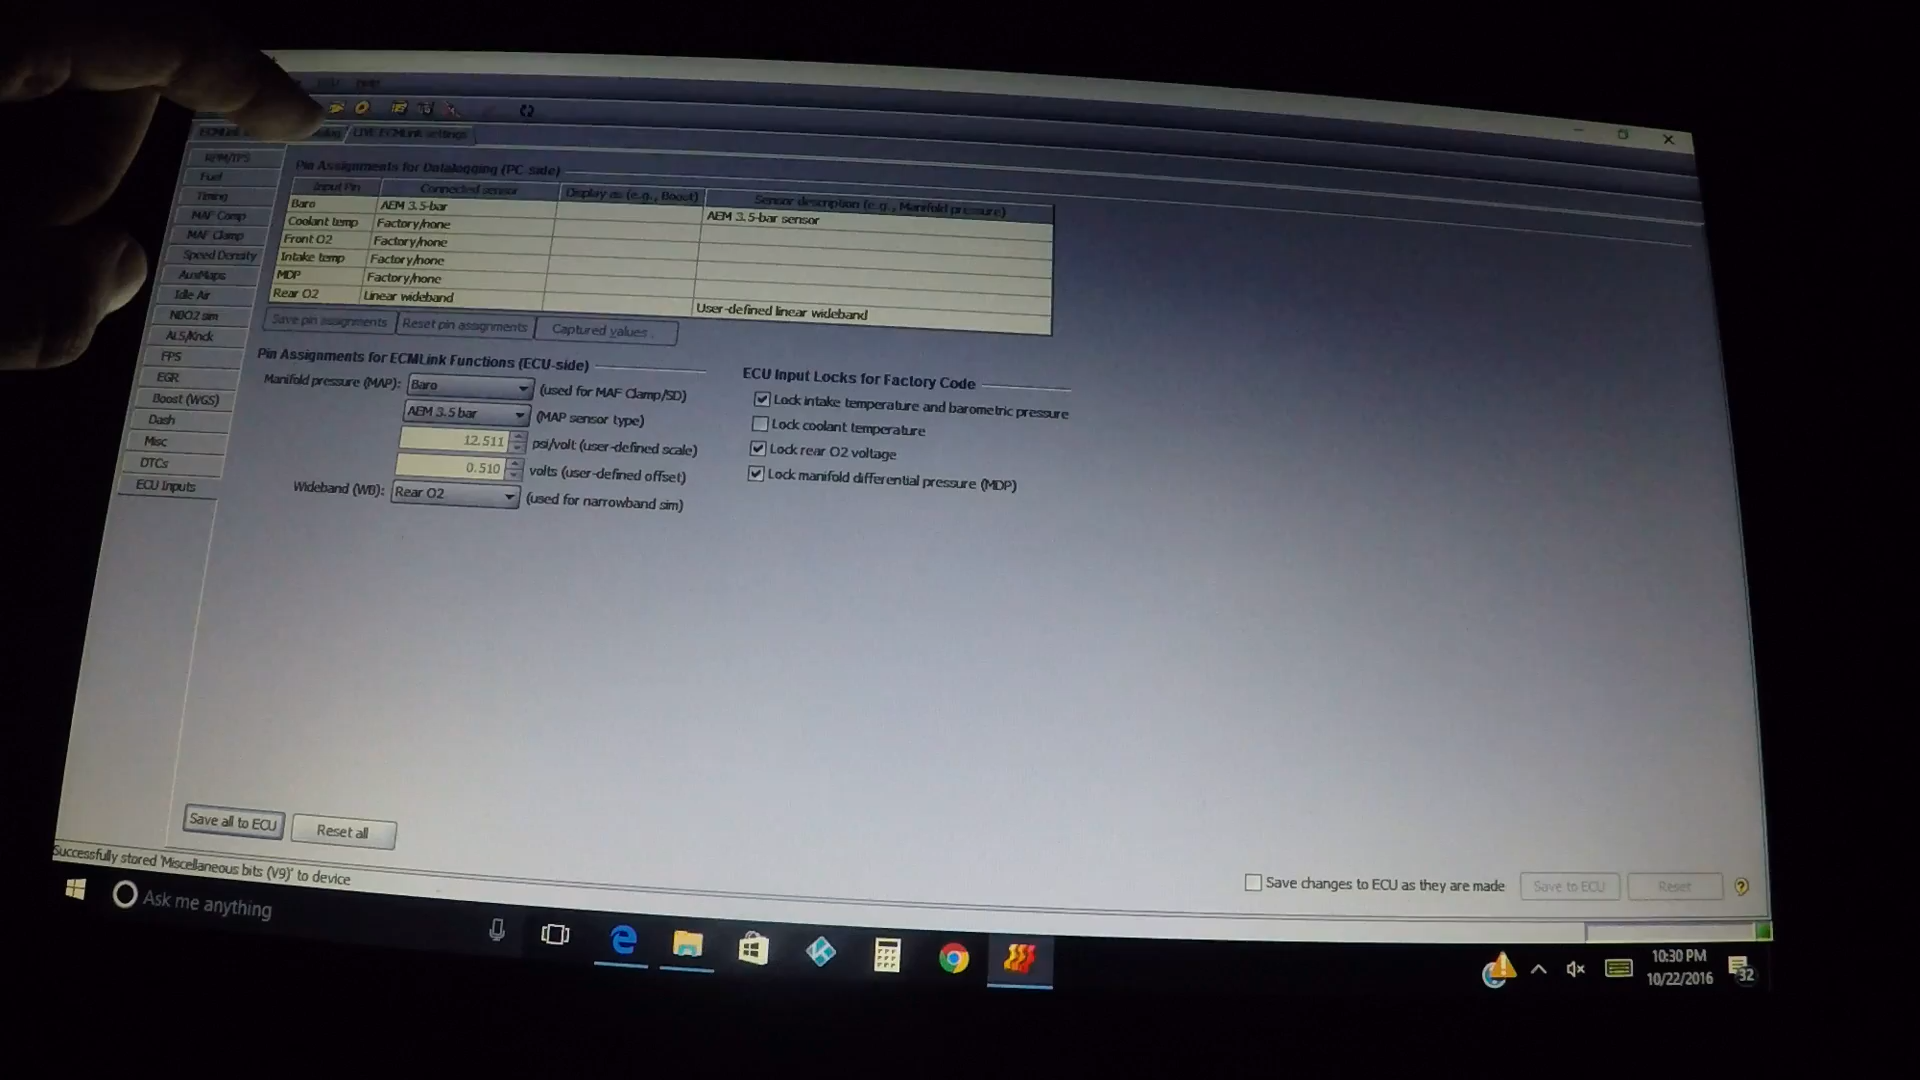 ECU Help
LIVE ECMLink settings
RPM/TPS
Fuel
Timing
MAF Comp
MAF Clamp
Speed Density
AuxMaps
Idle Air
NBO2 sim
ALS/Knck
FPS
EGR
Boost (WGS)
Dash
Misc
DTCs
ECU Inputs
Pin Assignments for Datalogging (PC-side)
Input Pin Connected sensor Display as (e.g., Boost) Sensor description (e.g., Manifold pressure)
Baro AEM 3.5-bar AEM 3.5-bar sensor
Coolant temp Factory/none
Front O2 Factory/none
Intake temp Factory/none
MDP Factory/none
Rear O2 Linear wideband User-defined linear wideband
Save pin assignments Reset pin assignments Captured values
Pin Assignments for ECMLink Functions (ECU-side)
Manifold pressure (MAP): Baro (used for MAF Clamp/SD)
AEM 3.5 bar (MAP sensor type)
12.511 psi/volt (user-defined scale)
0.510 volts (user-defined offset)
Wideband (WB): Rear O2 (used for narrowband sim)
ECU Input Locks for Factory Code
Lock intake temperature and barometric pressure
Lock coolant temperature
Lock rear O2 voltage
Lock manifold differential pressure (MDP)
Save all to ECU Reset all
Successfully stored 'Miscellaneous bits (V9)' to device
Save changes to ECU as they are made Save to ECU Reset
Ask me anything
10:30 PM
10/22/2016
32